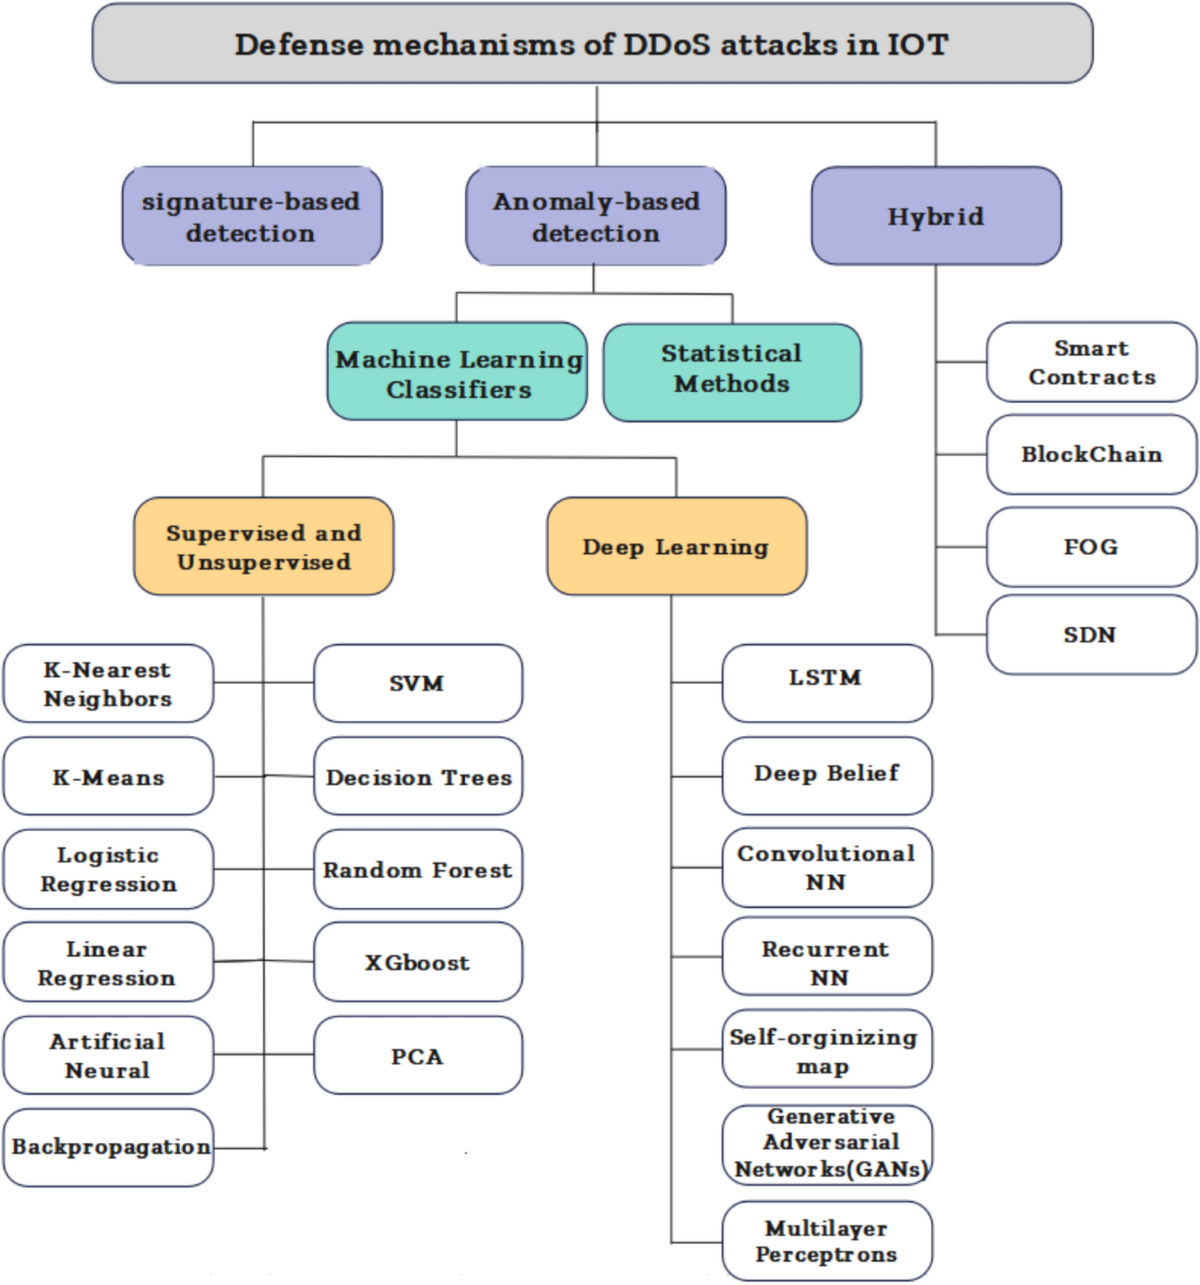 Defense mechanisms of DDoS attacks in IOT
signature-based
detection
Anomaly-based
detection
Hybrid
Machine Learning
Classifiers
Statistical
Methods
Smart
Contracts
BlockChain
FOG
SDN
Supervised and
Unsupervised
Deep Learning
K-Nearest
Neighbors
SVM
K-Means
Decision Trees
Logistic
Regression
Random Forest
Linear
Regression
XGboost
Artificial
Neural
PCA
Backpropagation
LSTM
Deep Belief
Convolutional
NN
Recurrent
NN
Self-orginizing
map
Generative
Adversarial
Networks(GANs)
Multilayer
Perceptrons